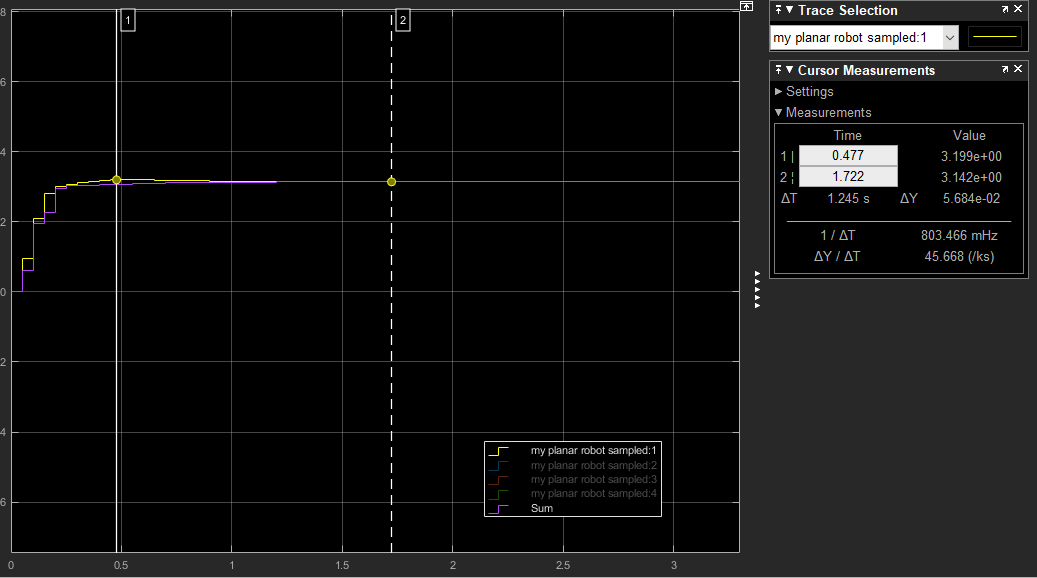 8
6
4
2
0
2
4
6
0
0.5
1
1.5
2
2.5
3
1
2
my planar robot sampled:1
my planar robot sampled:2
my planar robot sampled:3
my planar robot sampled:4
Sum
Trace Selection
my planar robot sampled:1
Cursor Measurements
Settings
Measurements
Time Value
1 | 0.477 3.199e+00
2 ¦ 1.722 3.142e+00
ΔT 1.245 s ΔY 5.684e-02
1 / ΔT 803.466 mHz
ΔY / ΔT 45.668 (/ks)